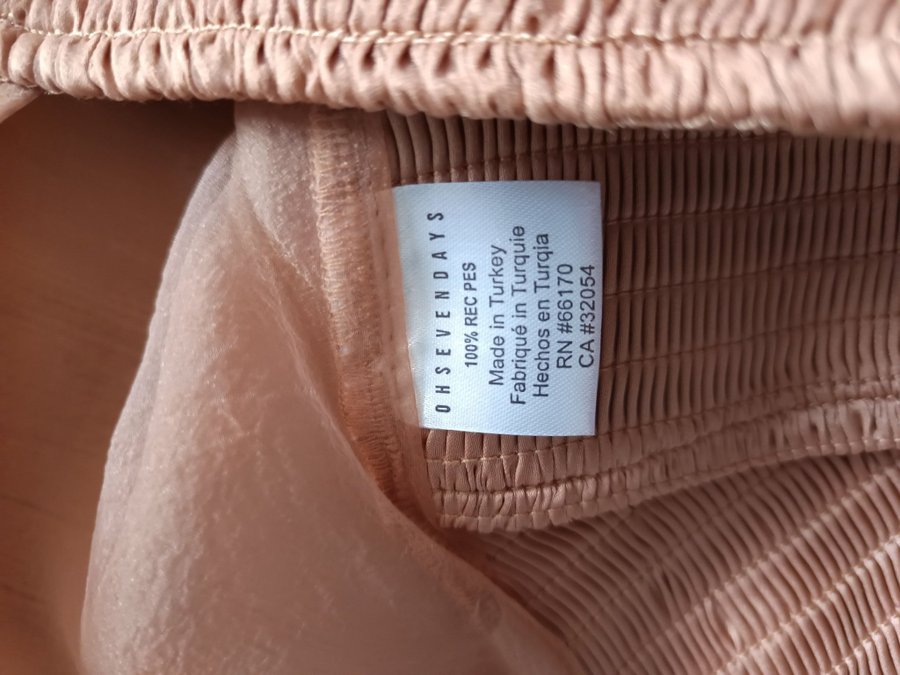 OHSEVENDAYS
100% REC PES
Made in Turkey
Fabriqué in Turquie
Hechos en Turqia
RN #66170
CA #32054